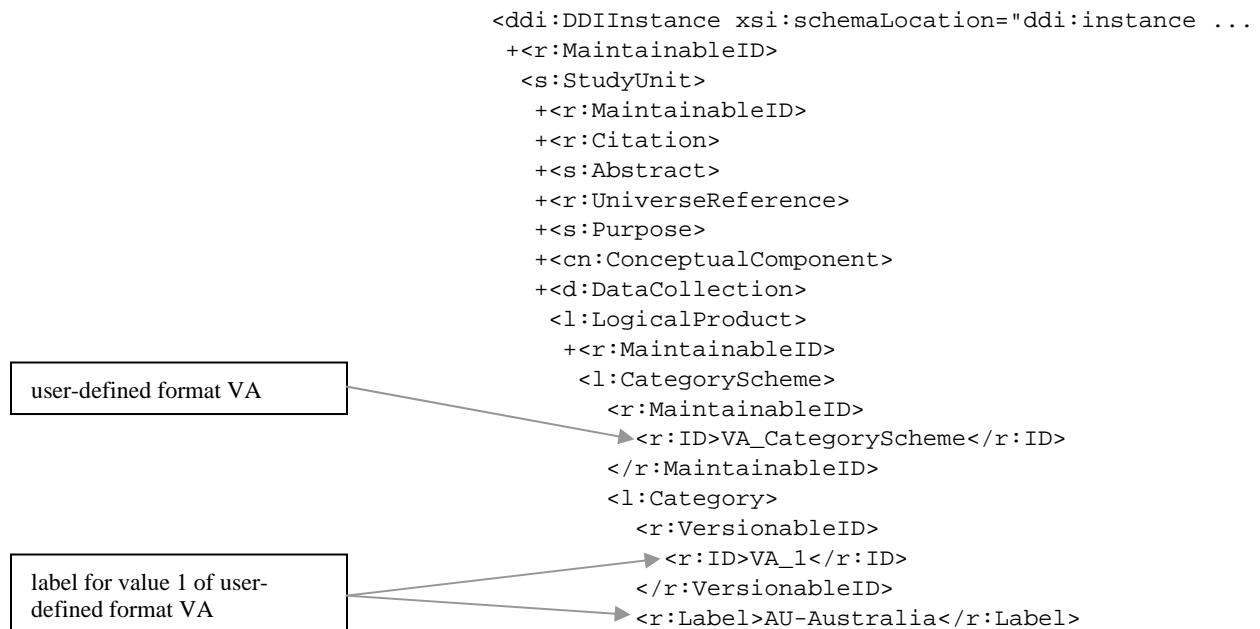 <ddi:DDIInstance xsi:schemaLocation="ddi:instance ...
+<r:MaintainableID>
<s:StudyUnit>
+<r:MaintainableID>
+<r:Citation>
+<s:Abstract>
+<r:UniverseReference>
+<s:Purpose>
+<cn:ConceptualComponent>
+<d:DataCollection>
<l:LogicalProduct>
+<r:MaintainableID>
<l:CategoryScheme>
user-defined format VA
<r:MaintainableID>
<r:ID>VA_CategoryScheme</r:ID>
</r:MaintainableID>
<l:Category>
<r:VersionableID>
<r:ID>VA_1</r:ID>
</r:VersionableID>
label for value 1 of user-
defined format VA
<r:Label>AU-Australia</r:Label>